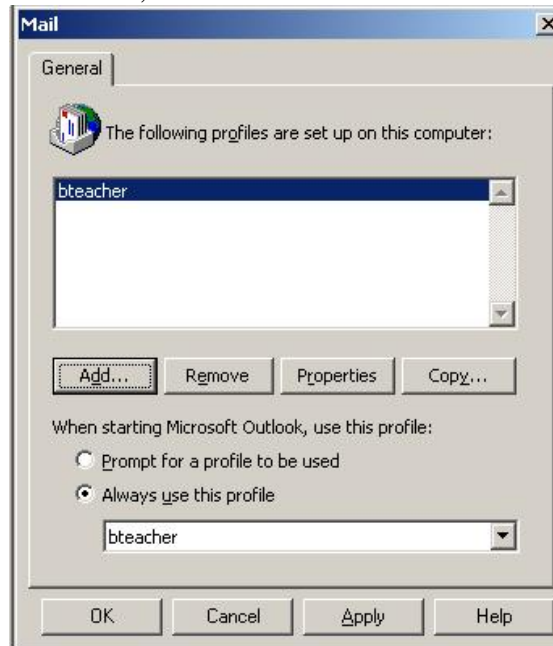 Mail
General
The following profiles are set up on this computer:
bteacher
Add... Remove Properties Copy...
When starting Microsoft Outlook, use this profile:
Prompt for a profile to be used
Always use this profile
bteacher
OK Cancel Apply Help